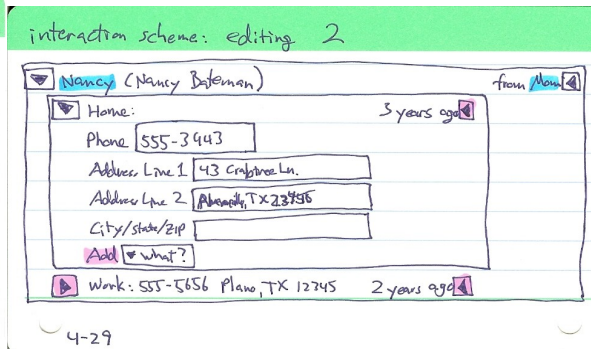 interaction scheme: editing 2
Nancy (Nancy Bateman) from Mom
Home: 3 years ago
Phone 555-3443
Address Line 1 43 Crabtree Ln.
Address Line 2 TX 23456
City/State/ZIP
Add what?
Work: 555-5656 Plano, TX 12345 2 years ago
4-29